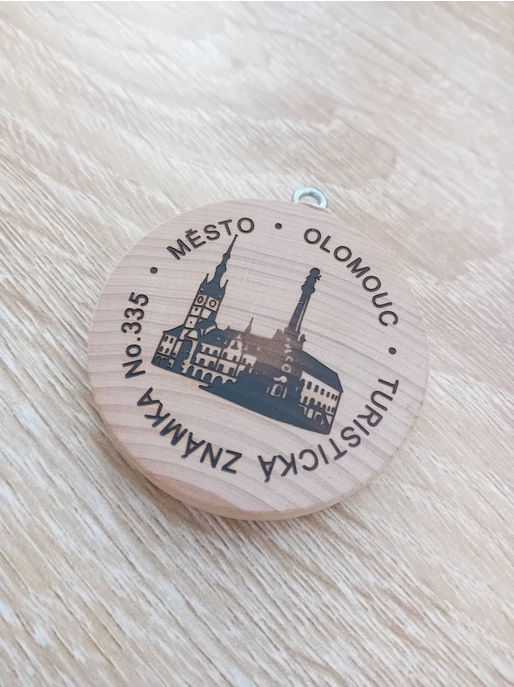 MĚSTO • OLOMOUC • TURISTICKÁ ZNÁMKA No.335 •